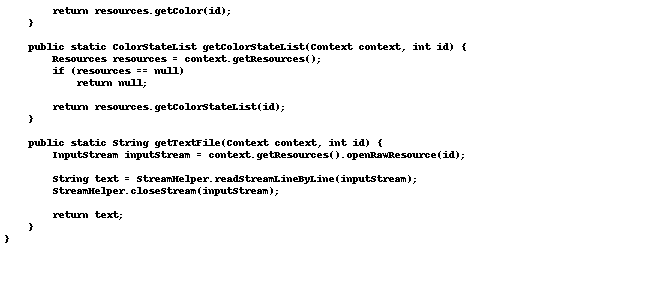 return resources.getColor(id);
    }

    public static ColorStateList getColorStateList(Context context, int id) {
        Resources resources = context.getResources();
        if (resources == null)
            return null;

        return resources.getColorStateList(id);
    }

    public static String getTextFile(Context context, int id) {
        InputStream inputStream = context.getResources().openRawResource(id);

        String text = StreamHelper.readStreamLineByLine(inputStream);
        StreamHelper.closeStream(inputStream);

        return text;
    }
}